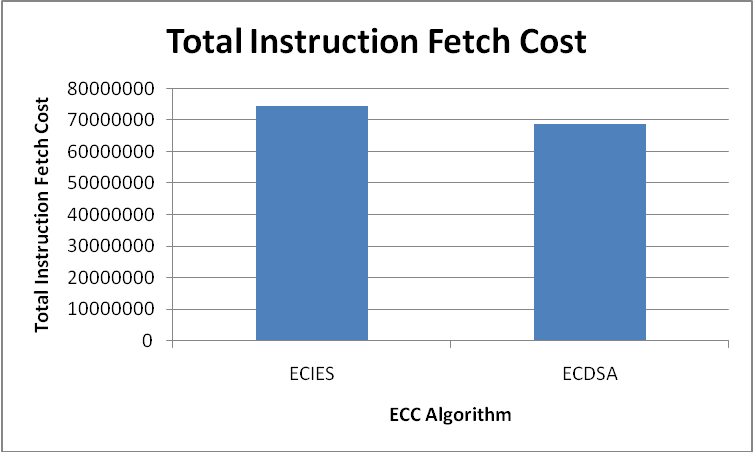 Total Instruction Fetch Cost
Total Instruction Fetch Cost
80000000
70000000
60000000
50000000
40000000
30000000
20000000
10000000
0
ECIES
ECDSA
ECC Algorithm